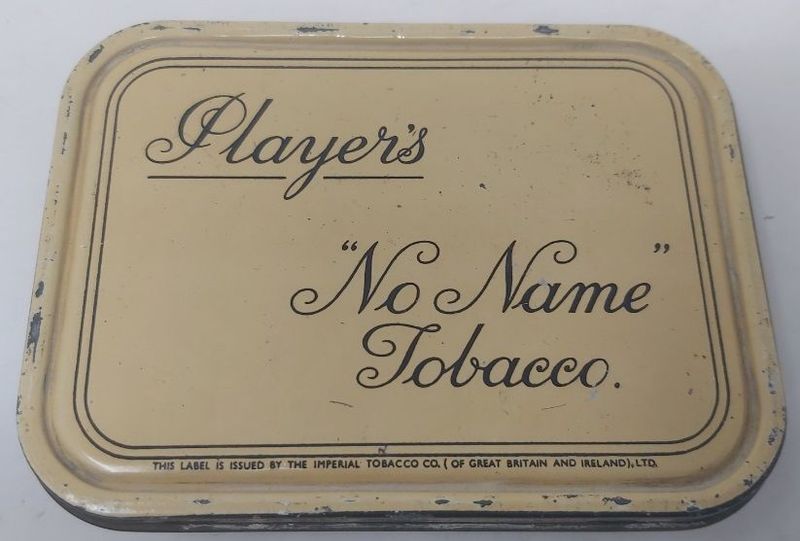 Player's
"No Name"
Tobacco.
THIS LABEL IS ISSUED BY THE IMPERIAL TOBACCO CO. (OF GREAT BRITAIN AND IRELAND), LTD.